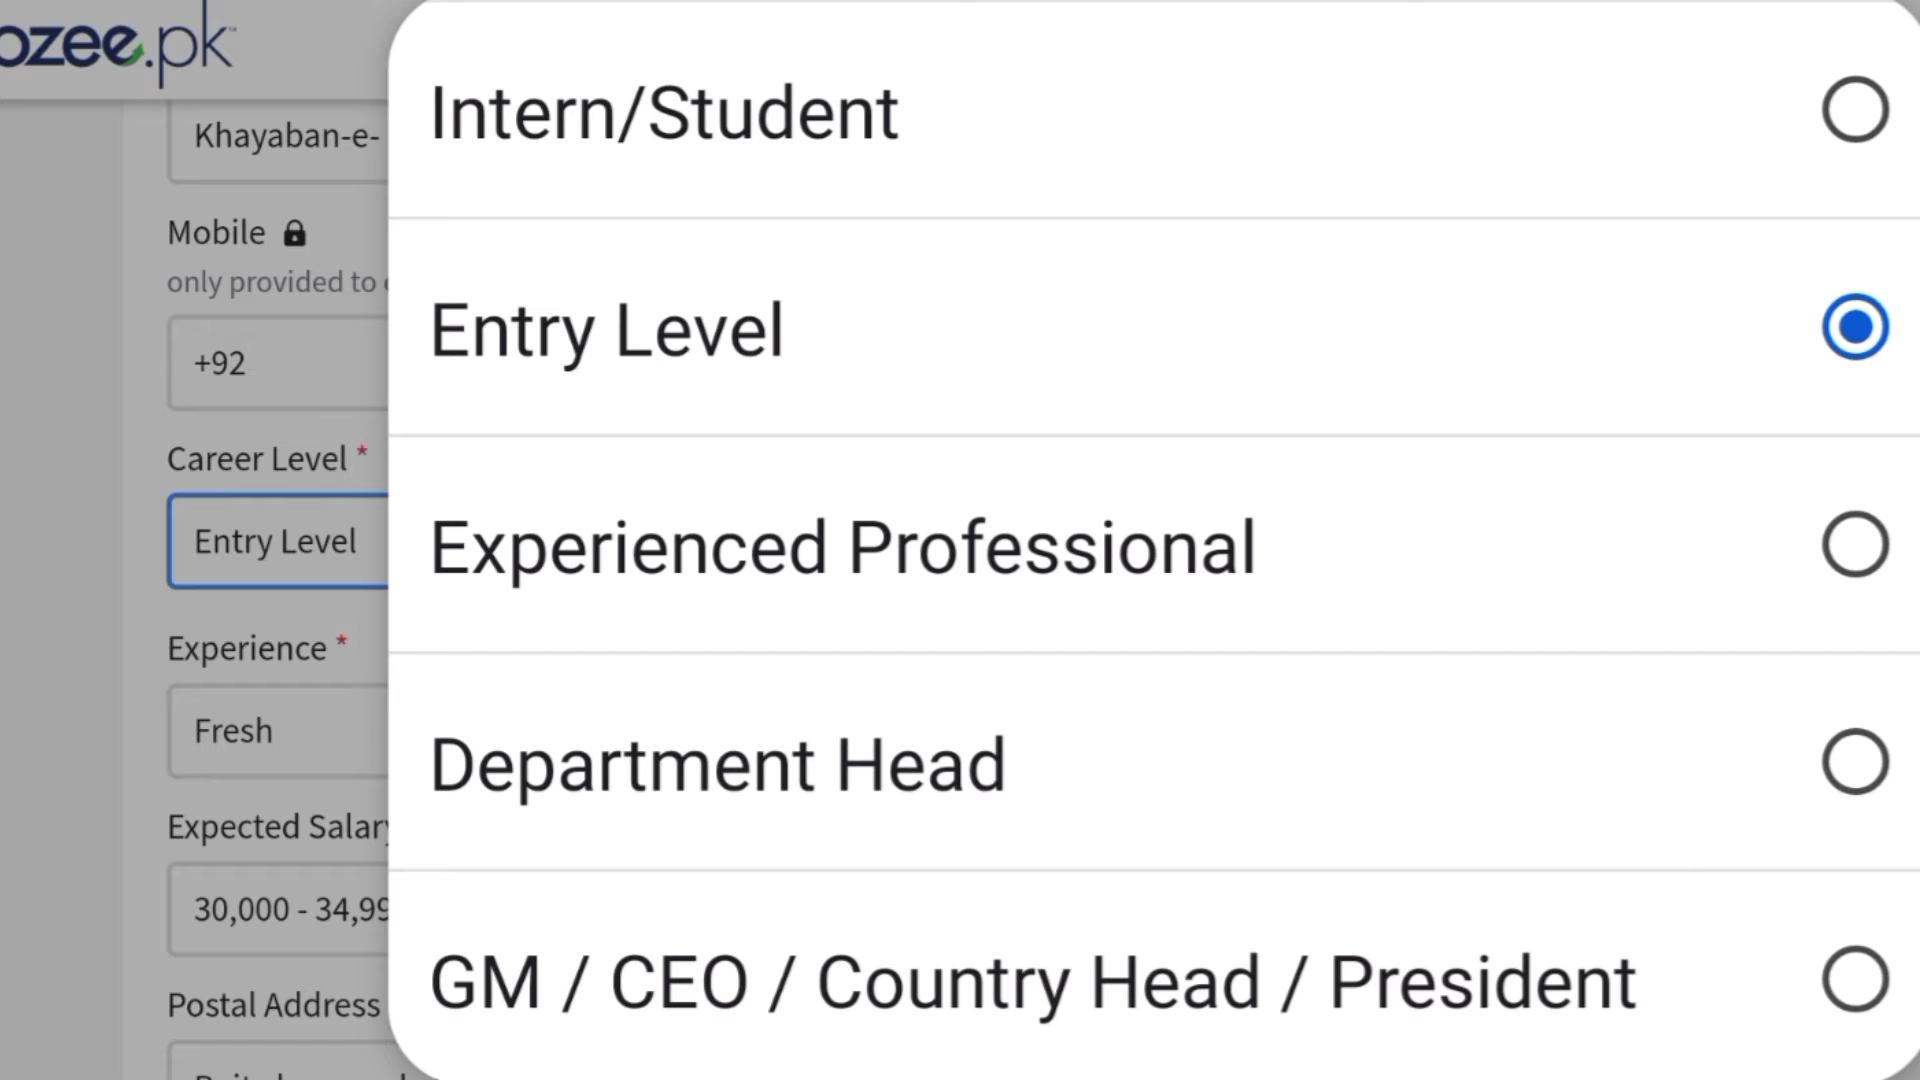 ozee.pk
Khayaban-e-
Mobile
only provided to
+92
Career Level *
Entry Level
Experience *
Fresh
Expected Salary
30,000 - 34,99
Postal Address
Intern/Student
Entry Level
Experienced Professional
Department Head
GM / CEO / Country Head / President